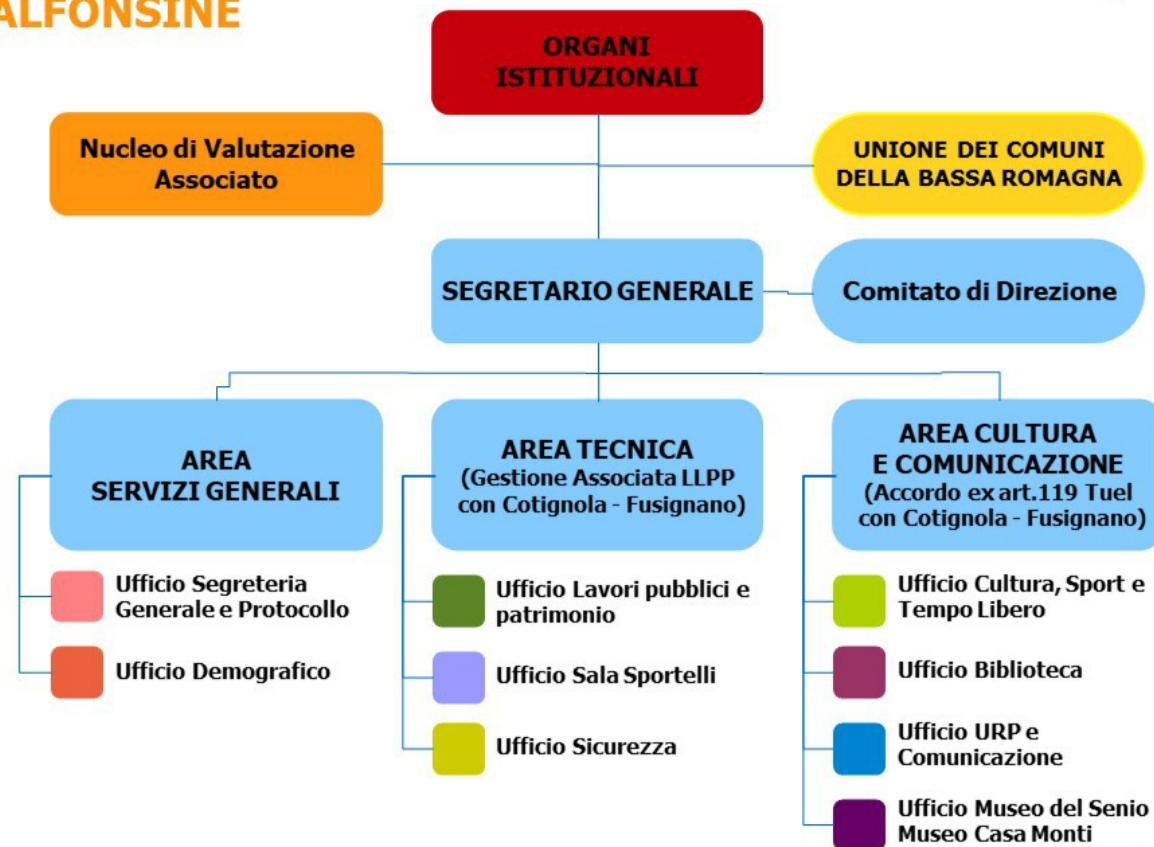 ALFONSINE
ORGANI
ISTITUZIONALI
Nucleo di Valutazione
Associato
UNIONE DEI COMUNI
DELLA BASSA ROMAGNA
SEGRETARIO GENERALE
Comitato di Direzione
AREA
SERVIZI GENERALI
Ufficio Segreteria
Generale e Protocollo
Ufficio Demografico
AREA TECNICA
(Gestione Associata LLPP
con Cotignola - Fusignano)
Ufficio Lavori pubblici e
patrimonio
Ufficio Sala Sportelli
Ufficio Sicurezza
AREA CULTURA
E COMUNICAZIONE
(Accordo ex art.119 Tuel
con Cotignola - Fusignano)
Ufficio Cultura, Sport e
Tempo Libero
Ufficio Biblioteca
Ufficio URP e
Comunicazione
Ufficio Museo del Senio
Museo Casa Monti